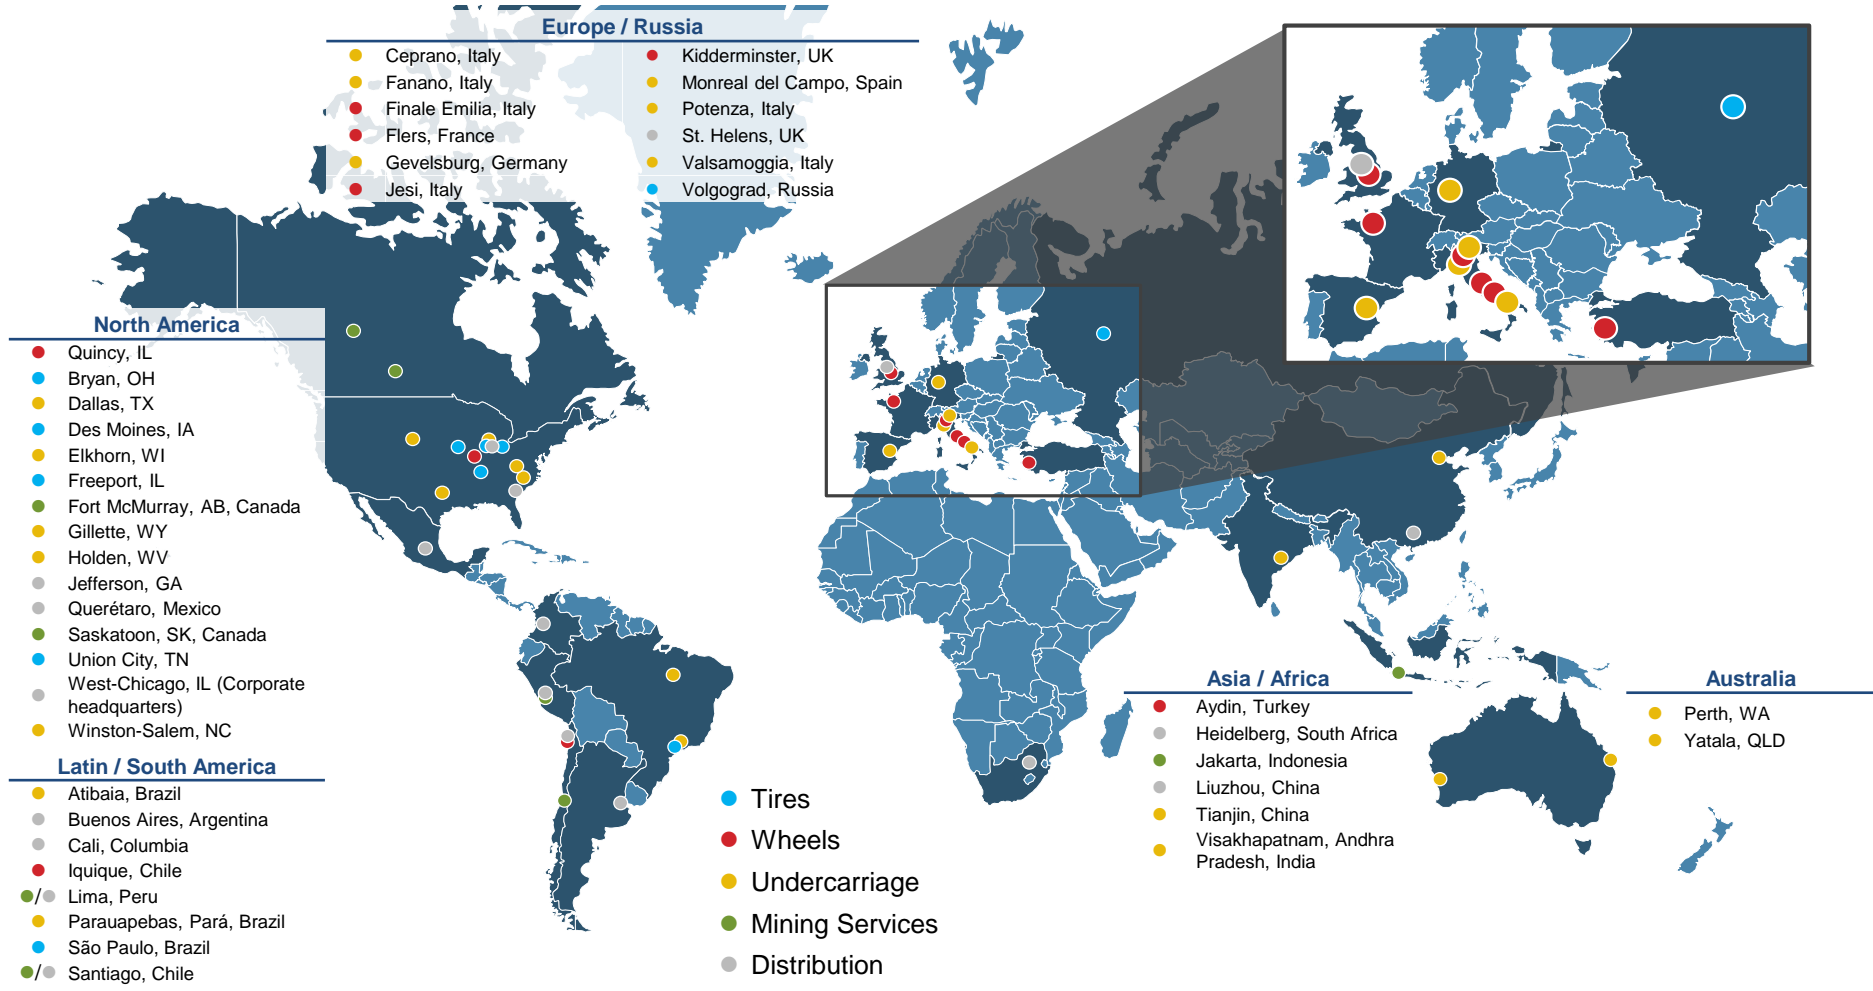 Europe / Russia
Ceprano, Italy
Fanano, Italy
Finale Emilia, Italy
Flers, France
Gevelsburg, Germany
Jesi, Italy
Kidderminster, UK
Monreal del Campo, Spain
Potenza, Italy
St. Helens, UK
Valsamoggia, Italy
Volgograd, Russia
North America
Quincy, IL
Bryan, OH
Dallas, TX
Des Moines, IA
Elkhorn, WI
Freeport, IL
Fort McMurray, AB, Canada
Gillette, WY
Holden, WV
Jefferson, GA
Querétaro, Mexico
Saskatoon, SK, Canada
Union City, TN
West-Chicago, IL (Corporate
headquarters)
Winston-Salem, NC
Latin / South America
Atibaia, Brazil
Buenos Aires, Argentina
Cali, Columbia
Iquique, Chile
/ Lima, Peru
Parauapebas, Pará, Brazil
São Paulo, Brazil
/ Santiago, Chile
Tires
Wheels
Undercarriage
Mining Services
Distribution
Asia / Africa
Aydin, Turkey
Heidelberg, South Africa
Jakarta, Indonesia
Liuzhou, China
Tianjin, China
Visakhapatnam, Andhra
Pradesh, India
Australia
Perth, WA
Yatala, QLD